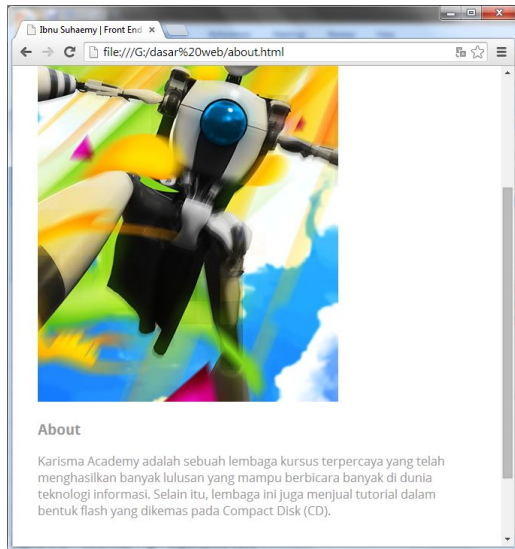 Ibnu Suhaemy | Front End
file:///G:/dasar%20web/about.html
About
Karisma Academy adalah sebuah lembaga kursus terpercaya yang telah
menghasilkan banyak lulusan yang mampu berbicara banyak di dunia
teknologi informasi. Selain itu, lembaga ini juga menjual tutorial dalam
bentuk flash yang dikemas pada Compact Disk (CD).